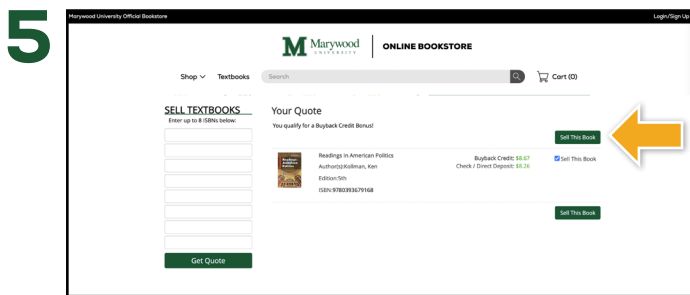 5
Marywood University Official Bookstore
Login/Sign Up
M Marywood
UNIVERSITY
ONLINE BOOKSTORE
Shop
Textbooks
Search
Cart (0)
SELL TEXTBOOKS
Enter up to 8 ISBNs below:
Get Quote
Your Quote
You qualify for a Buyback Credit Bonus!
Sell This Book
Readings In American Politics
Author(s):Kollman, Ken
Edition:5th
ISBN:9780393679168
Buyback Credit: $8.67
Check / Direct Deposit: $8.26
Sell This Book
Sell This Book